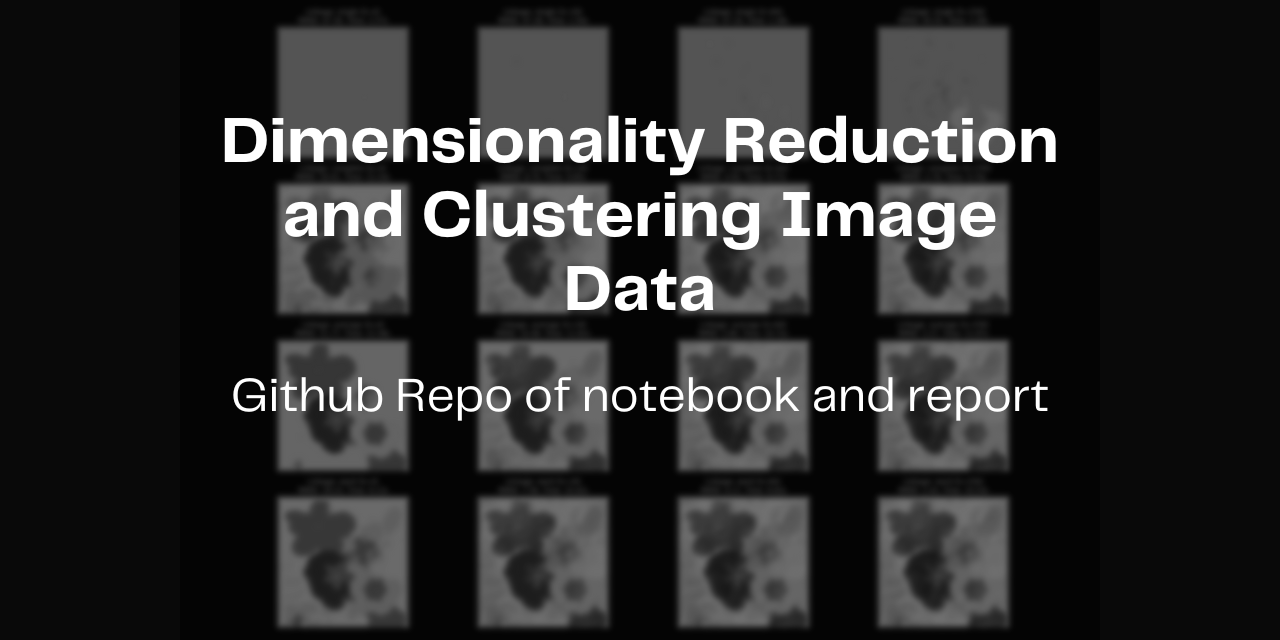 Dimensionality Reduction
and Clustering Image
Data
Github Repo of notebook and report